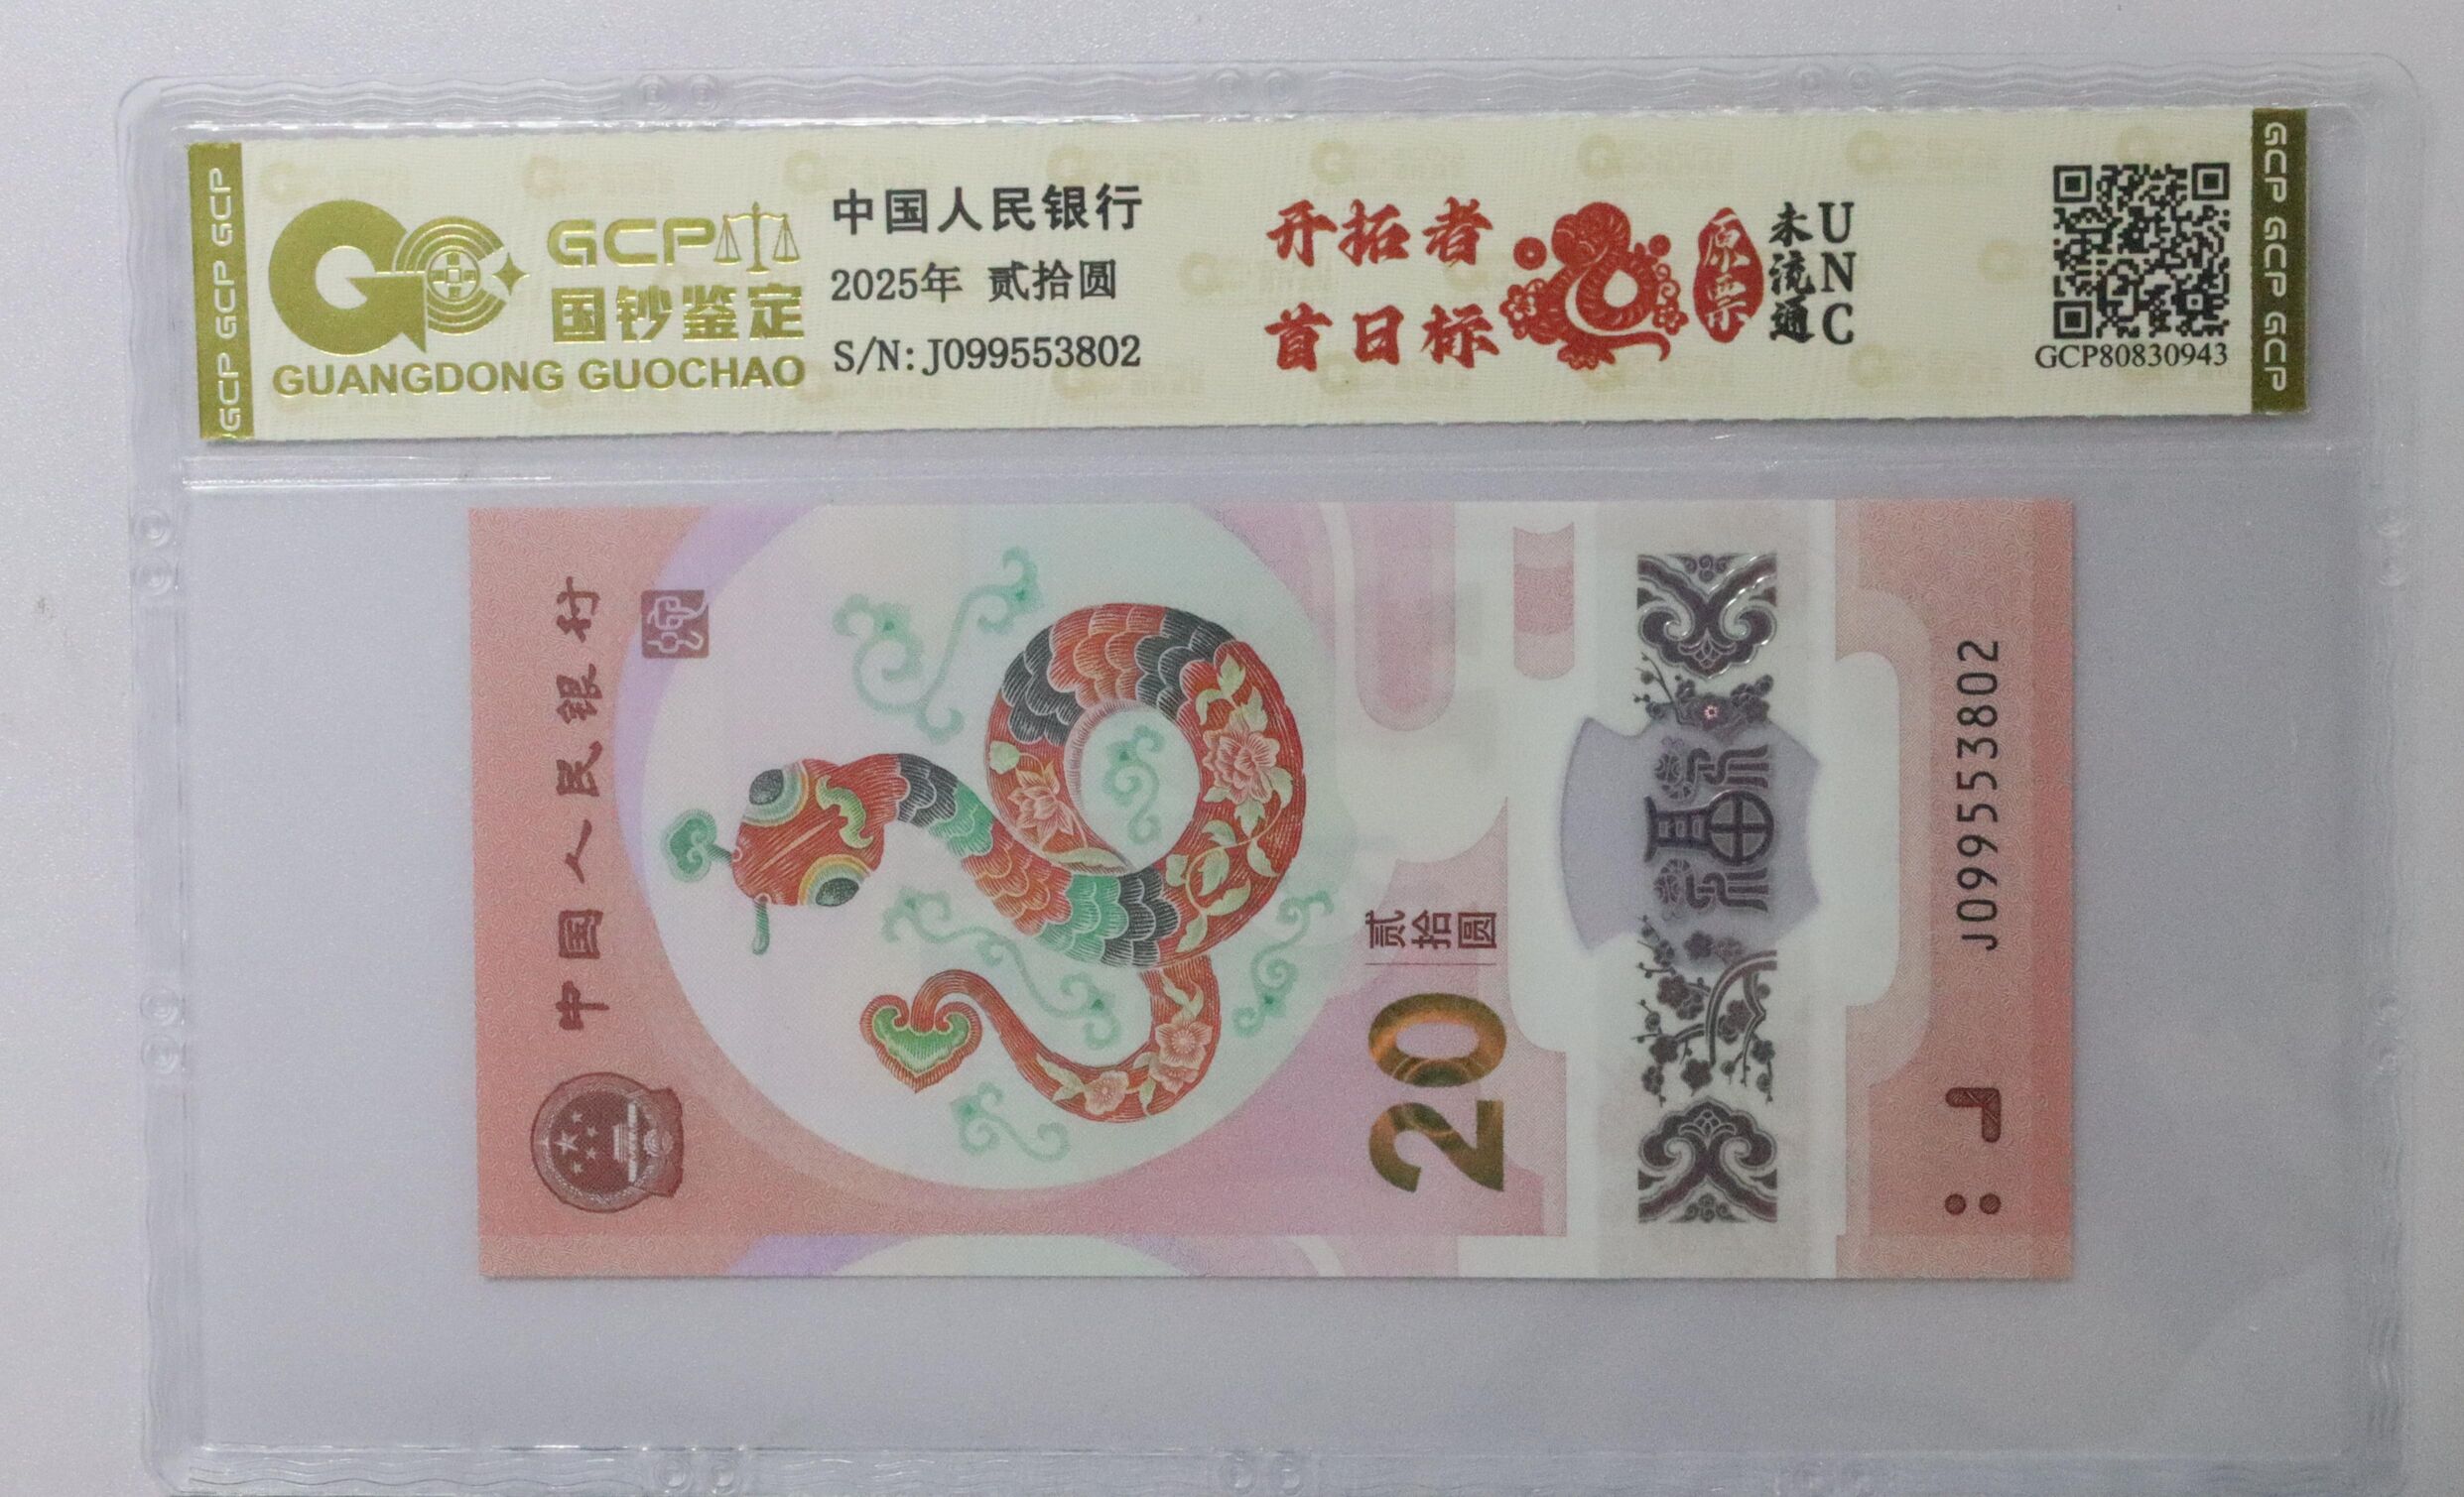 GCP GCP GCP
GCP
国钞鉴定
GUANGDONG GUOCHAO
中国人民银行
2025年 贰拾圆
S/N: J099553802
开拓者
首日标
原票
未流通
UNC
GCP80830943
GCP GCP GCP
中国人民银行
贰拾圆
20
福
J099553802